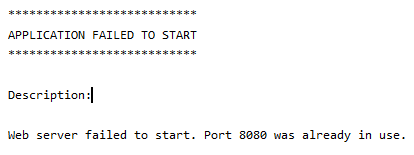 ***************************
APPLICATION FAILED TO START
***************************
Description:
Web server failed to start. Port 8080 was already in use.